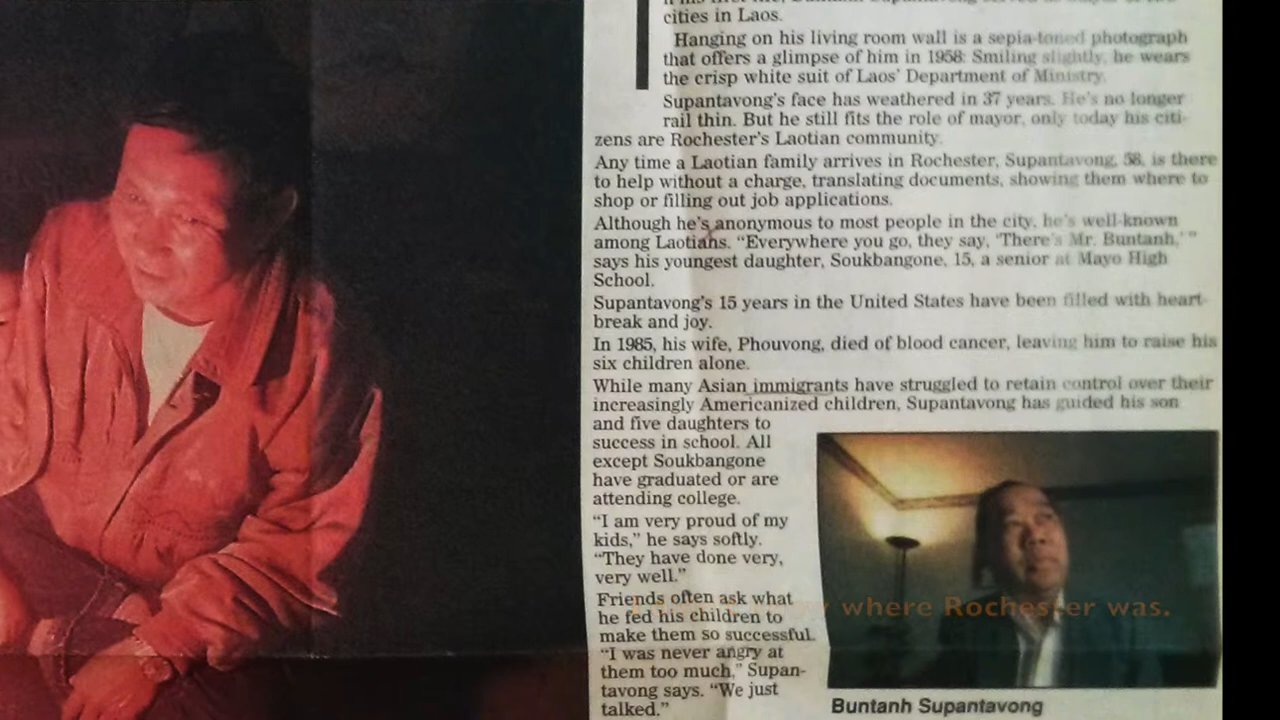 cities in Laos.
Hanging on his living room wall is a sepia-toned photograph
that offers a glimpse of him in 1958: Smiling slightly, he wears
the crisp white suit of Laos' Department of Ministry.
Supantavong's face has weathered in 37 years. He's no longer
rail thin. But he still fits the role of mayor, only today his citi-
zens are Rochester's Laotian community.
Any time a Laotian family arrives in Rochester, Supantavong, 58, is there
to help without a charge, translating documents, showing them where to
shop or filling out job applications.
Although he's anonymous to most people in the city, he's well-known
among Laotians. “Everywhere you go, they say, ‘There's Mr. Buntanh,’ ”
says his youngest daughter, Soukbangone, 15, a senior at Mayo High
School.
Supantavong's 15 years in the United States have been filled with heart-
break and joy.
In 1985, his wife, Phouvong, died of blood cancer, leaving him to raise his
six children alone.
While many Asian immigrants have struggled to retain control over their
increasingly Americanized children, Supantavong has guided his son
and five daughters to
success in school. All
except Soukbangone
have graduated or are
attending college.
“I am very proud of my
kids,” he says softly.
“They have done very,
very well.”
Friends often ask what
he fed his children to
make them so successful.
“I was never angry at
them too much,” Supan-
tavong says. “We just
talked.”
where Rochester was.
Buntanh Supantavong